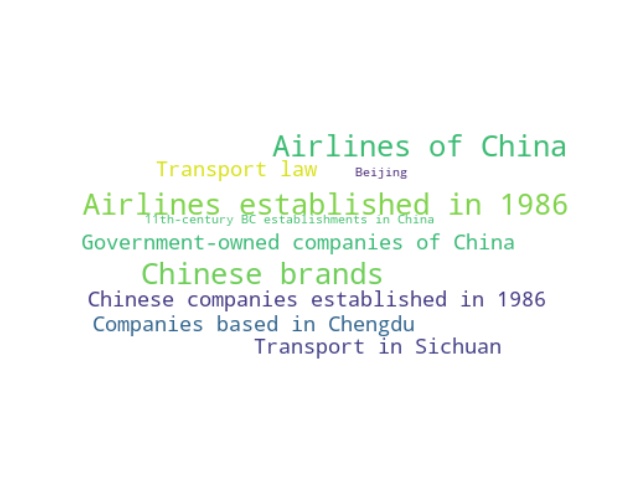 Airlines of China
Transport law
Beijing
Airlines established in 1986
11th-century BC establishments in China
Government-owned companies of China
Chinese brands
Chinese companies established in 1986
Companies based in Chengdu
Transport in Sichuan